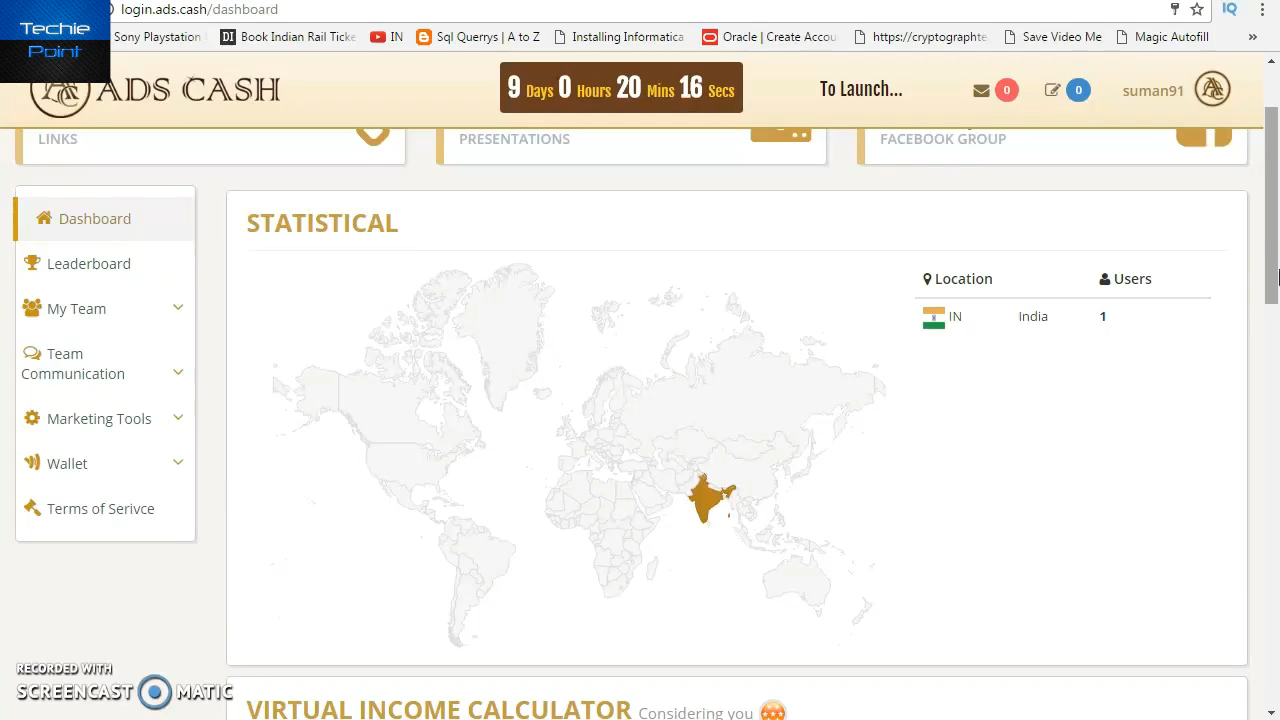 Techie
Point
login.ads.cash/dashboard
Sony Playstation
Book Indian Rail Ticke
IN
Sql Querrys | A to Z
Installing Informatica
Oracle | Create Accou
https://cryptographte
Save Video Me
Magic Autofill
»
ADS CASH
9 Days 0 Hours 20 Mins 16 Secs
To Launch...
0
0
suman91
LINKS
PRESENTATIONS
FACEBOOK GROUP
Dashboard
Leaderboard
My Team
Team
Communication
Marketing Tools
Wallet
Terms of Serivce
STATISTICAL
Location
Users
IN India 1
RECORDED WITH
SCREENCAST MATIC
VIRTUAL INCOME CALCULATOR Considering you